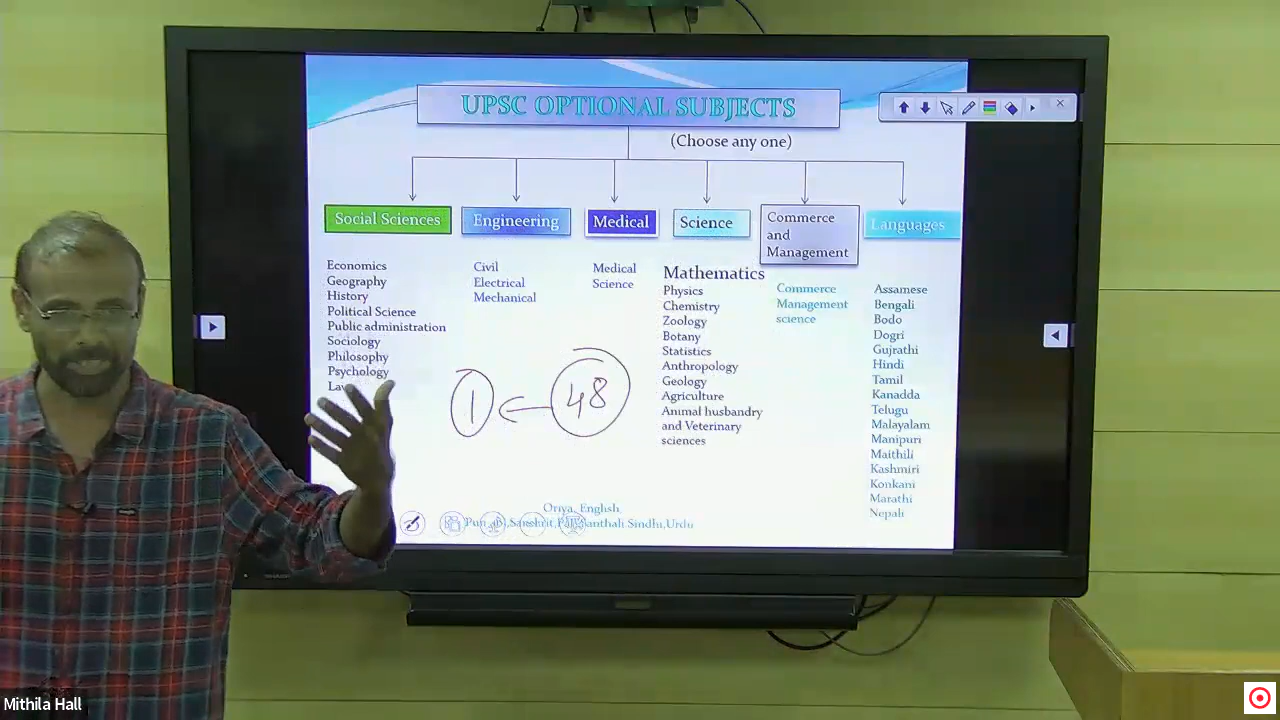 UPSC OPTIONAL SUBJECTS
(Choose any one)
Social Sciences
Economics
Geography
History
Political Science
Public administration
Sociology
Philosophy
Psychology
Engineering
Civil
Electrical
Mechanical
Medical
Medical
Science
Science
Mathematics
Physics
Chemistry
Zoology
Botany
Statistics
Anthropology
Geology
Agriculture
Animal husbandry
and Veterinary
sciences
Commerce
and
Management
Commerce
Management
science
Languages
Assamese
Bengali
Bodo
Dogri
Gujrathi
Hindi
Tamil
Kanadda
Telugu
Malayalam
Manipuri
Maithili
Kashmiri
Konkani
Marathi
Nepali
1 ← 48
Oriya, English,
Sindhi,Urdu
Mithila Hall